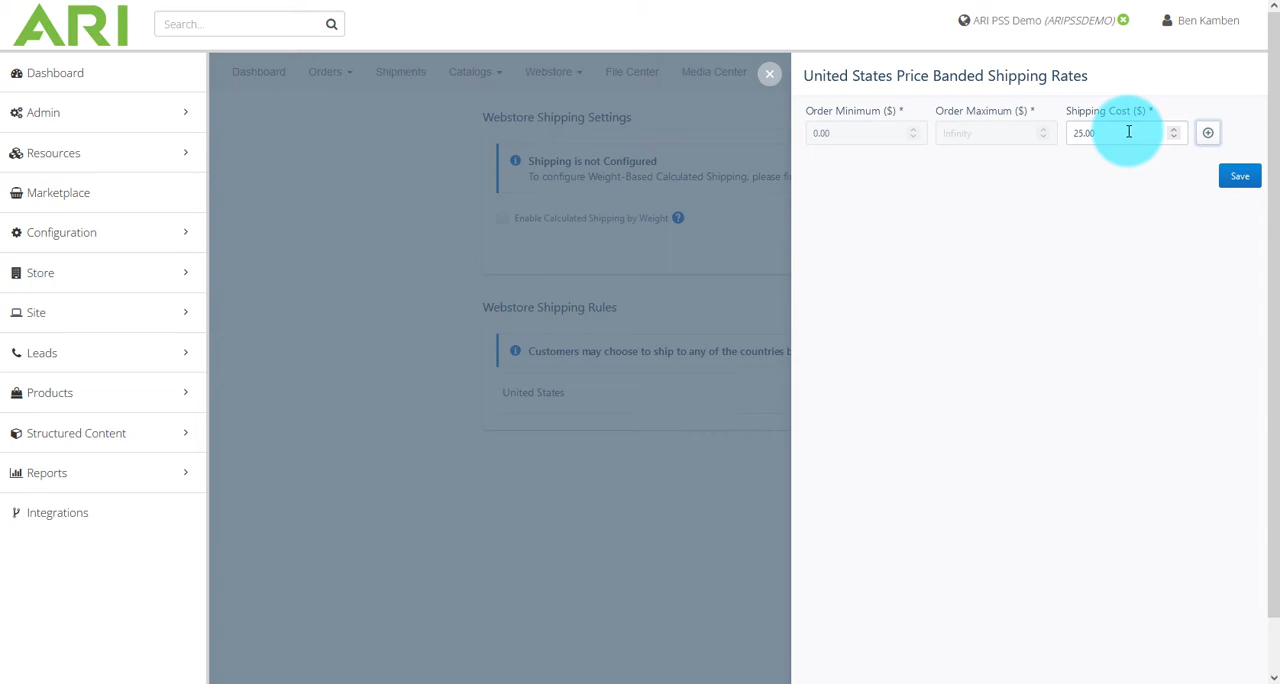 ARI
Search...
ARI PSS Demo (ARIPSSDEMO)
Ben Kamben
Dashboard
Admin
Resources
Marketplace
Configuration
Store
Site
Leads
Products
Structured Content
Reports
Integrations
Dashboard Orders Shipments Catalogs Webstore File Center Media Center
Webstore Shipping Settings
Shipping is not Configured
To configure Weight-Based Calculated Shipping, please fi
Enable Calculated Shipping by Weight ?
Webstore Shipping Rules
Customers may choose to ship to any of the countries b
United States
United States Price Banded Shipping Rates
Order Minimum ($) * Order Maximum ($) * Shipping Cost ($) *
0.00 Infinity 25.00
Save